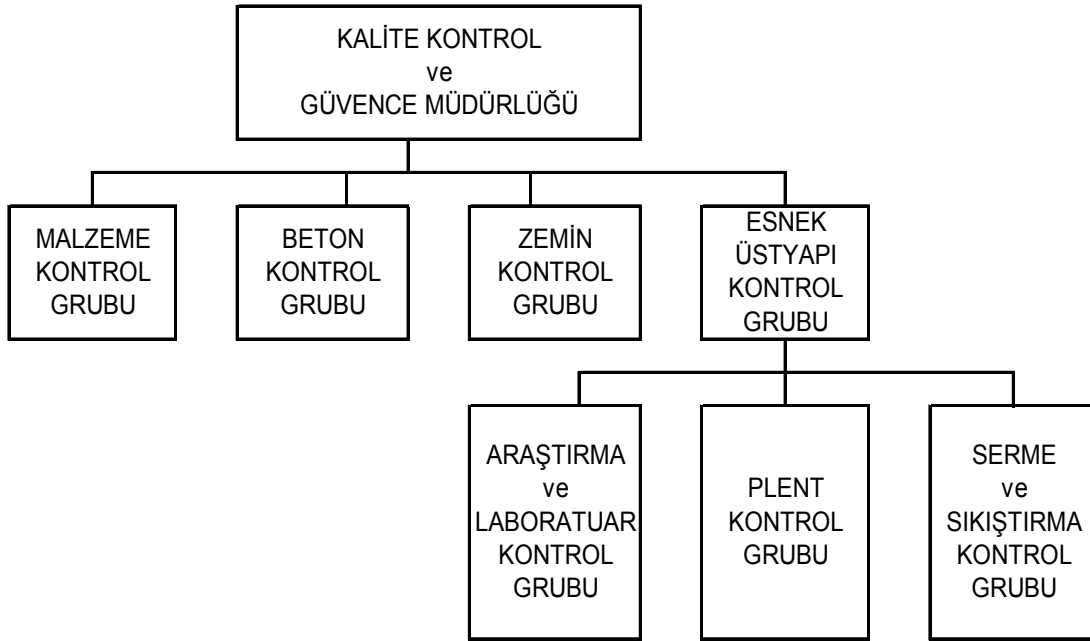 KALİTE KONTROL
ve
GÜVENCE MÜDÜRLÜĞÜ
MALZEME
KONTROL
GRUBU
BETON
KONTROL
GRUBU
ZEMİN
KONTROL
GRUBU
ESNEK
ÜSTYAPI
KONTROL
GRUBU
ARAŞTIRMA
ve
LABORATUAR
KONTROL
GRUBU
PLENT
KONTROL
GRUBU
SERME
ve
SIKIŞTIRMA
KONTROL
GRUBU